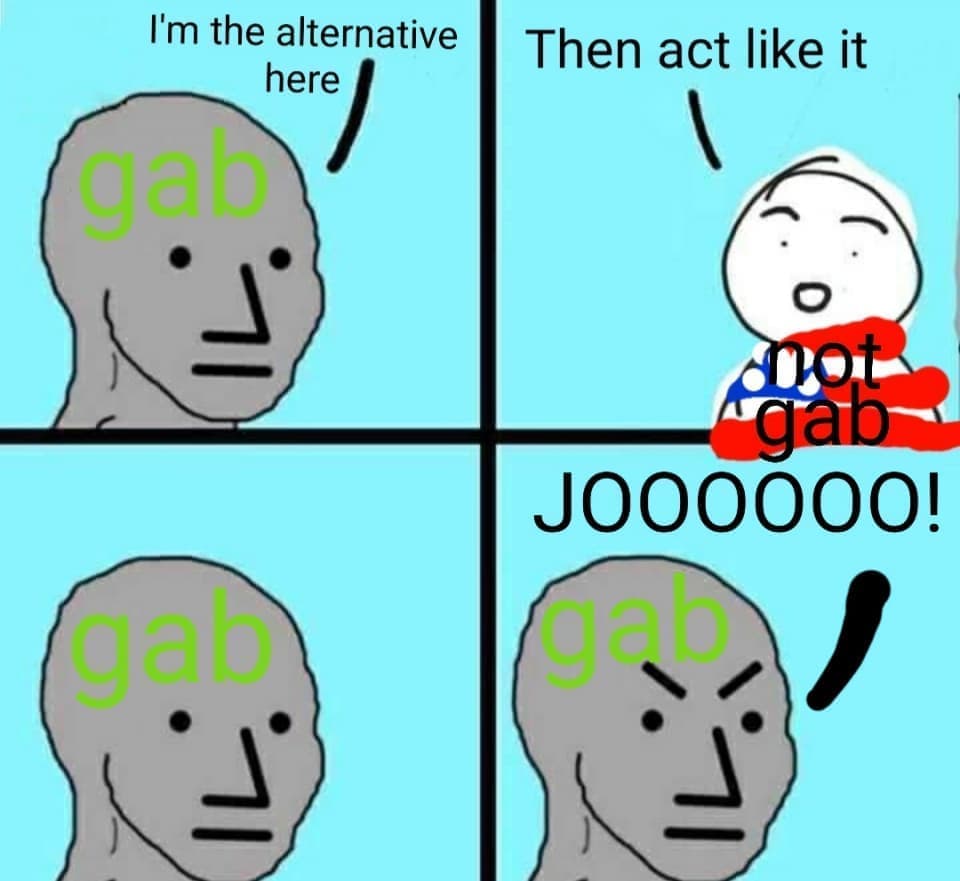 I'm the alternative
here
gab
Then act like it
not
gab
gab
JOOOOOO!
gab